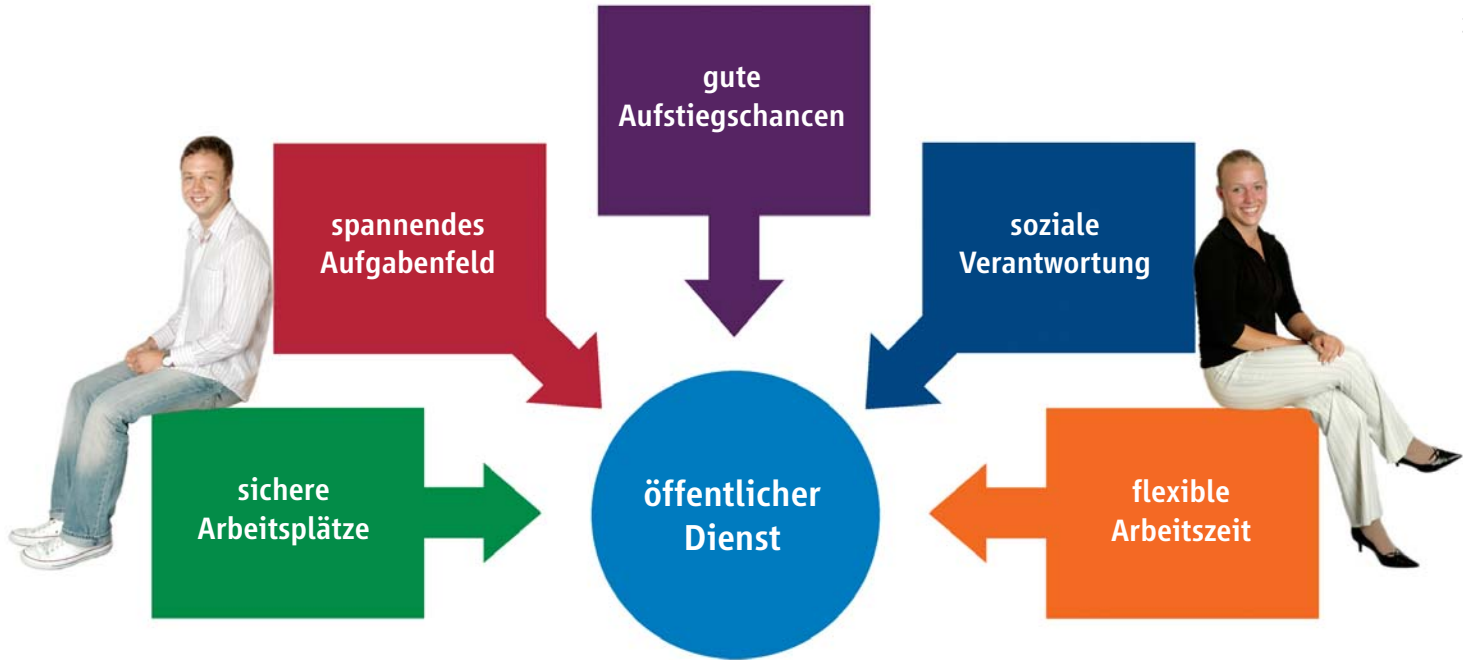 gute
Aufstiegschancen
spannendes
Aufgabenfeld
soziale
Verantwortung
sichere
Arbeitsplätze
öffentlicher
Dienst
flexible
Arbeitszeit